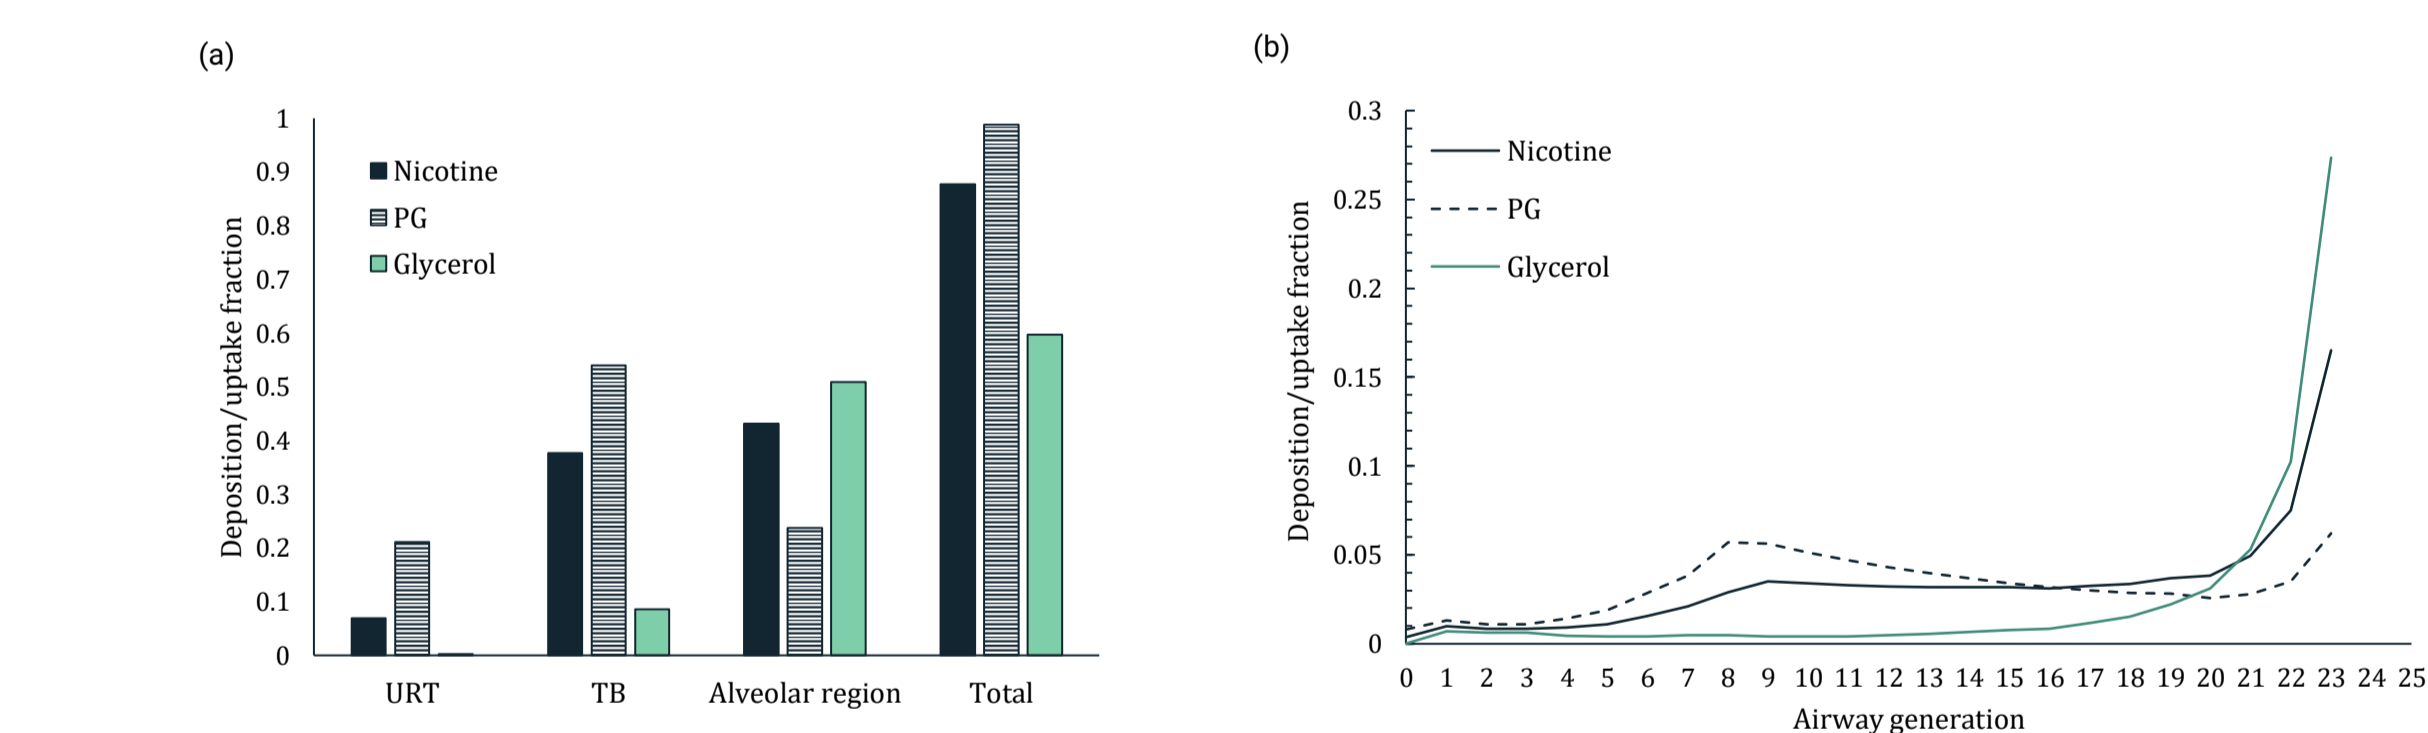 (a)
Deposition/uptake fraction
1
0.9
0.8
0.7
0.6
0.5
0.4
0.3
0.2
0.1
0
Nicotine
PG
Glycerol
URT TB Alveolar region Total
(b)
Deposition/uptake fraction
0.3
0.25
0.2
0.15
0.1
0.05
0
Nicotine
PG
Glycerol
0 1 2 3 4 5 6 7 8 9 10 11 12 13 14 15 16 17 18 19 20 21 22 23 24 25
Airway generation